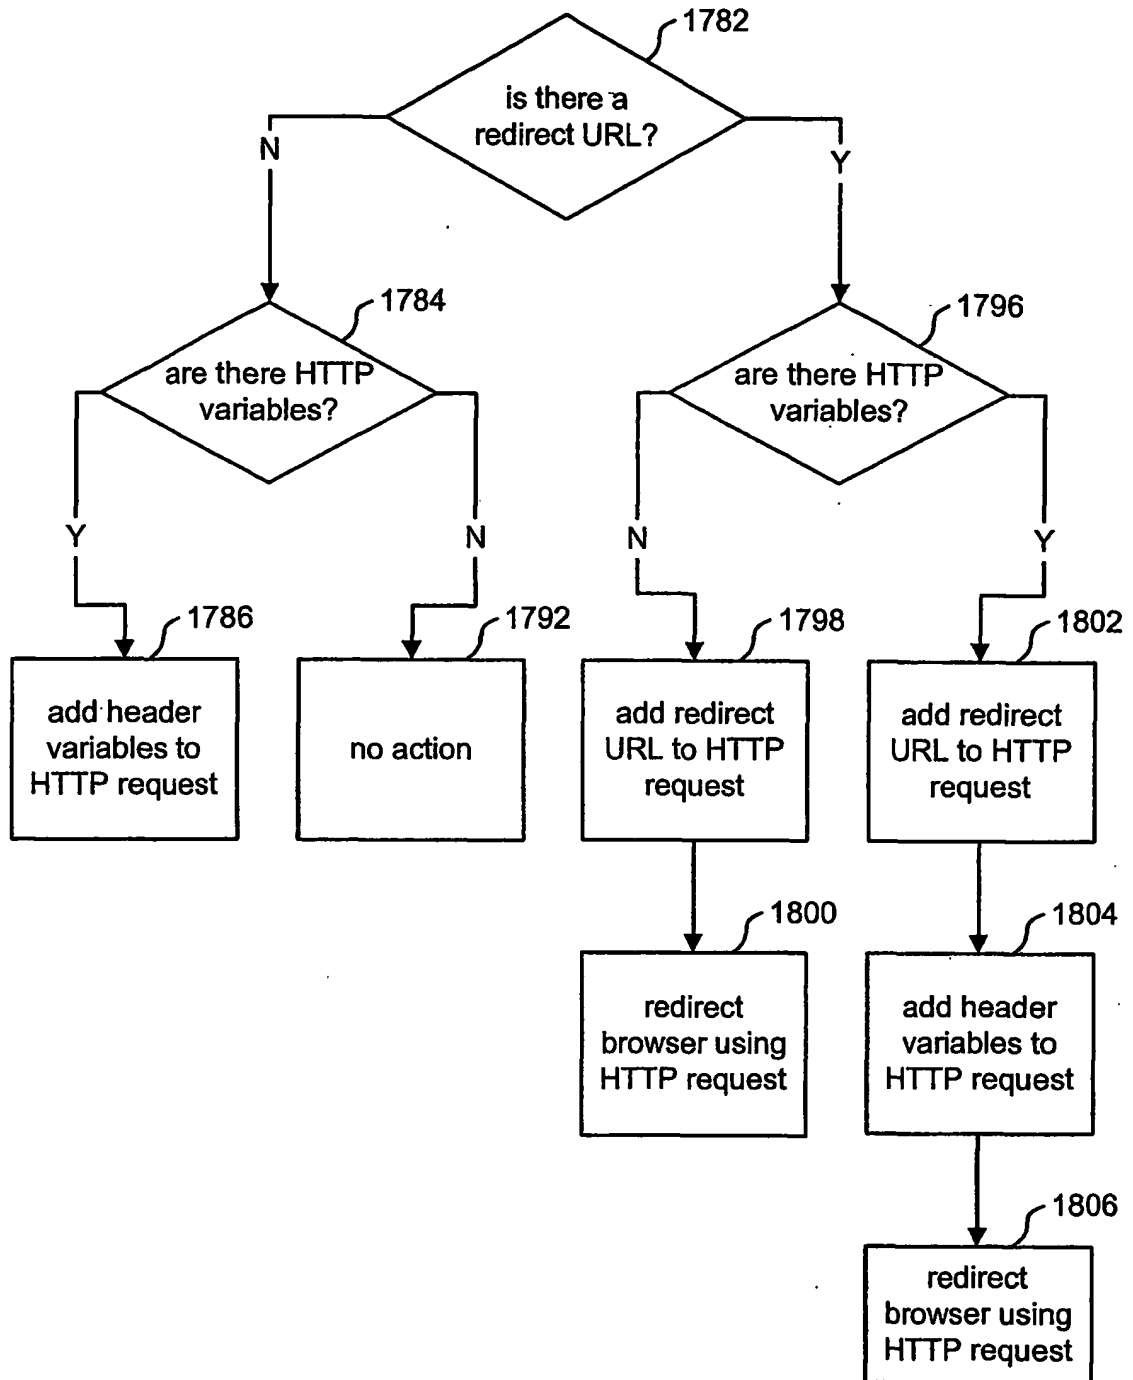 1782
is there a
redirect URL?
N
Y
1784
are there HTTP
variables?
1796
are there HTTP
variables?
Y
N
N
Y
1786
add header
variables to
HTTP request
1792
no action
1798
add redirect
URL to HTTP
request
1802
add redirect
URL to HTTP
request
1800
redirect
browser using
HTTP request
1804
add header
variables to
HTTP request
1806
redirect
browser using
HTTP request